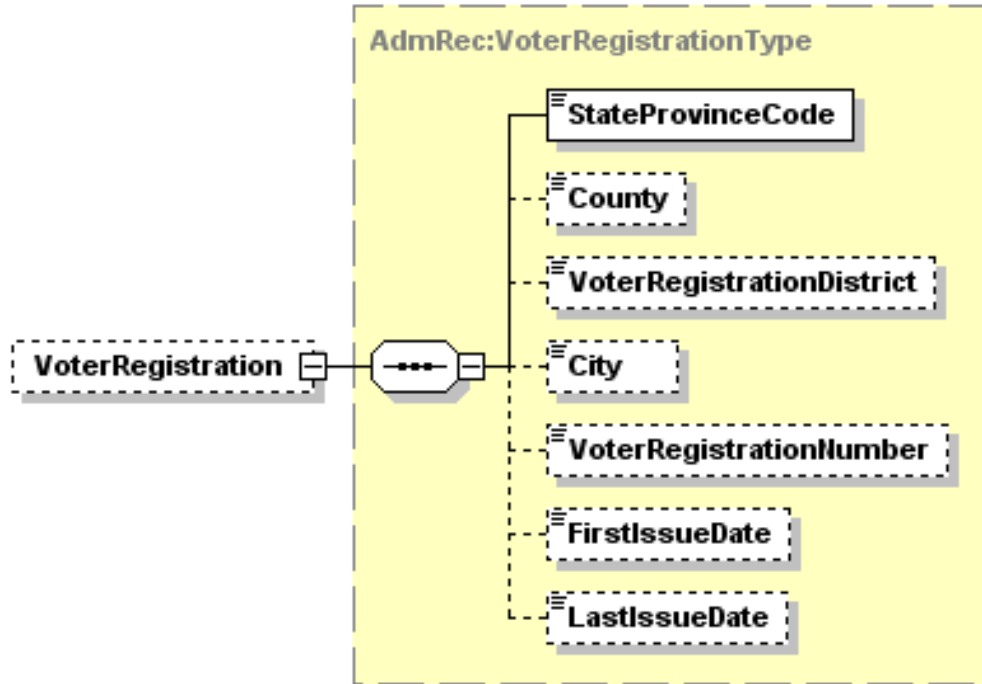 AdmRec:VoterRegistrationType
StateProvinceCode
County
VoterRegistrationDistrict
VoterRegistration
City
VoterRegistrationNumber
FirstIssueDate
LastIssueDate